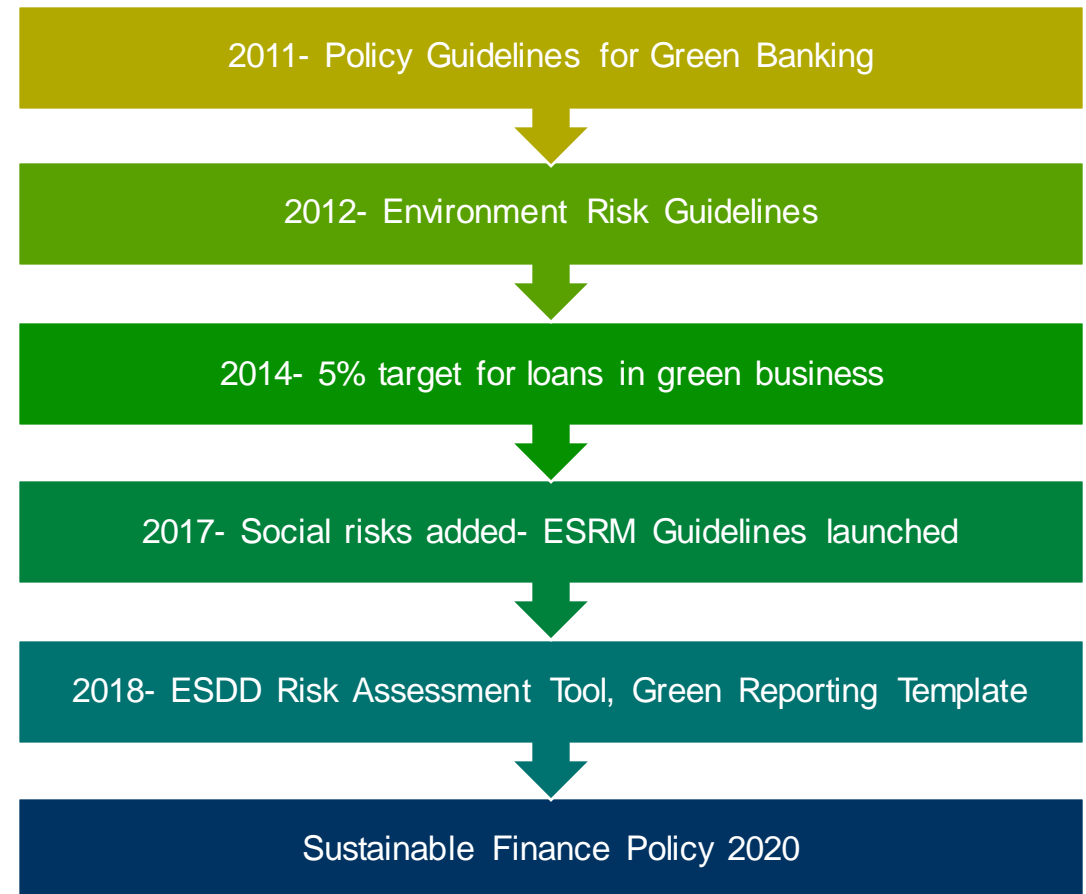 2011- Policy Guidelines for Green Banking
2012- Environment Risk Guidelines
2014- 5% target for loans in green business
2017- Social risks added- ESRM Guidelines launched
2018- ESDD Risk Assessment Tool, Green Reporting Template
Sustainable Finance Policy 2020